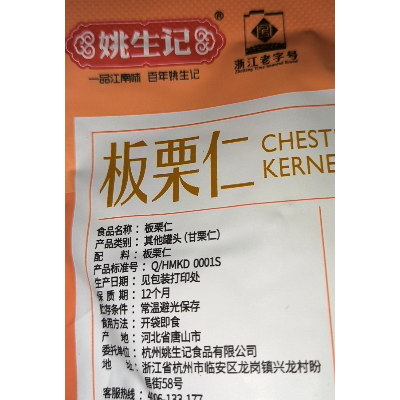 姚生记®
一品江南味 百年姚生记
浙江老字号
板栗仁
CHEST
KERNE
食品名称： 板栗仁
产品类别： 其他罐头 (甘栗仁)
配 料： 板栗仁
产品标准号： Q/HMKD 0001S
生产日期： 见包装打印处
保 质 期： 12个月
贮存条件： 常温避光保存
食用方法： 开袋即食
产 地： 河北省唐山市
委托单位： 杭州姚生记食品有限公司
地 址： 浙江省杭州市临安区龙岗镇兴龙村盼
街58号
客服热线： 06-133-177